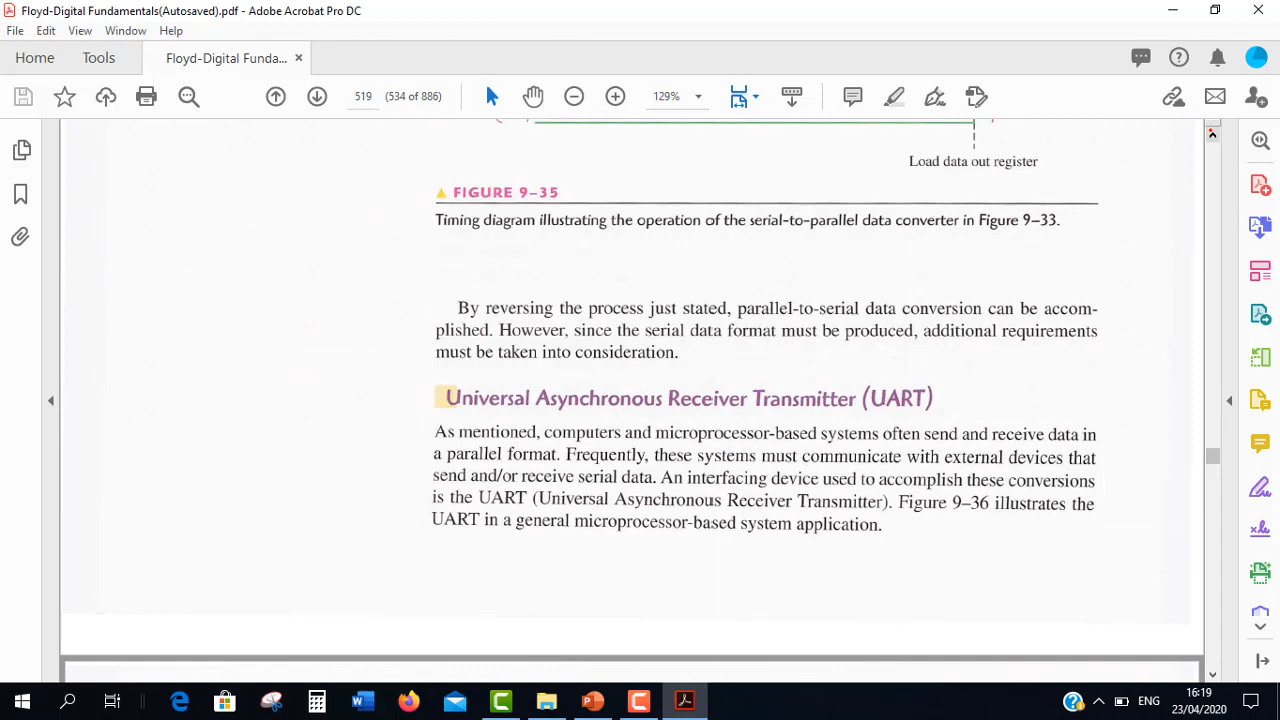 Floyd-Digital Fundamentals(Autosaved).pdf - Adobe Acrobat Pro DC
File Edit View Window Help
Home Tools Floyd-Digital Funda... ×
519 (534 of 886) 129%
Load data out register
FIGURE 9–35
Timing diagram illustrating the operation of the serial-to-parallel data converter in Figure 9–33.
By reversing the process just stated, parallel-to-serial data conversion can be accom-
plished. However, since the serial data format must be produced, additional requirements
must be taken into consideration.
Universal Asynchronous Receiver Transmitter (UART)
As mentioned, computers and microprocessor-based systems often send and receive data in
a parallel format. Frequently, these systems must communicate with external devices that
send and/or receive serial data. An interfacing device used to accomplish these conversions
is the UART (Universal Asynchronous Receiver Transmitter). Figure 9–36 illustrates the
UART in a general microprocessor-based system application.
ENG
16:19
23/04/2020